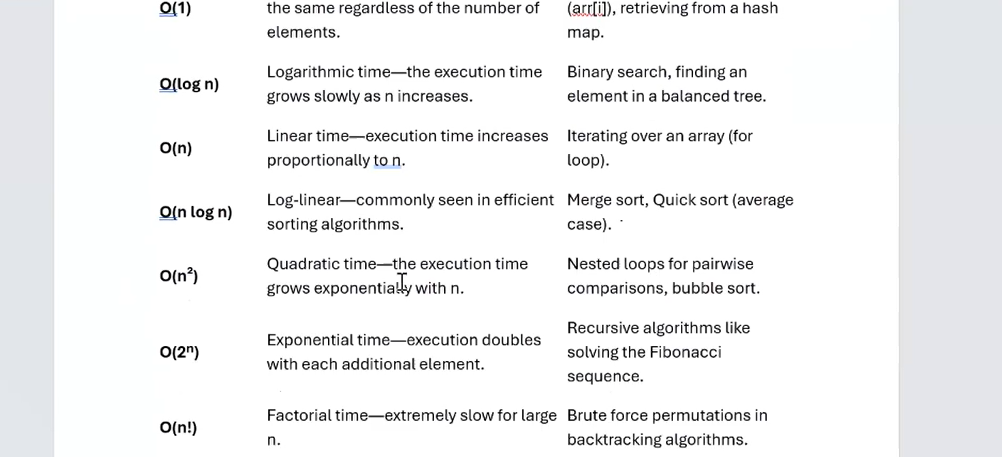 O(1) the same regardless of the number of (arr[i]), retrieving from a hash
elements. map.
O(log n) Logarithmic time—the execution time Binary search, finding an
grows slowly as n increases. element in a balanced tree.
O(n) Linear time—execution time increases Iterating over an array (for
proportionally to n. loop).
O(n log n) Log-linear—commonly seen in efficient Merge sort, Quick sort (average
sorting algorithms. case).
O(n²) Quadratic time—the execution time Nested loops for pairwise
grows exponentially with n. comparisons, bubble sort.
Recursive algorithms like
O(2ⁿ) Exponential time—execution doubles solving the Fibonacci
with each additional element. sequence.
O(n!) Factorial time—extremely slow for large Brute force permutations in
n. backtracking algorithms.